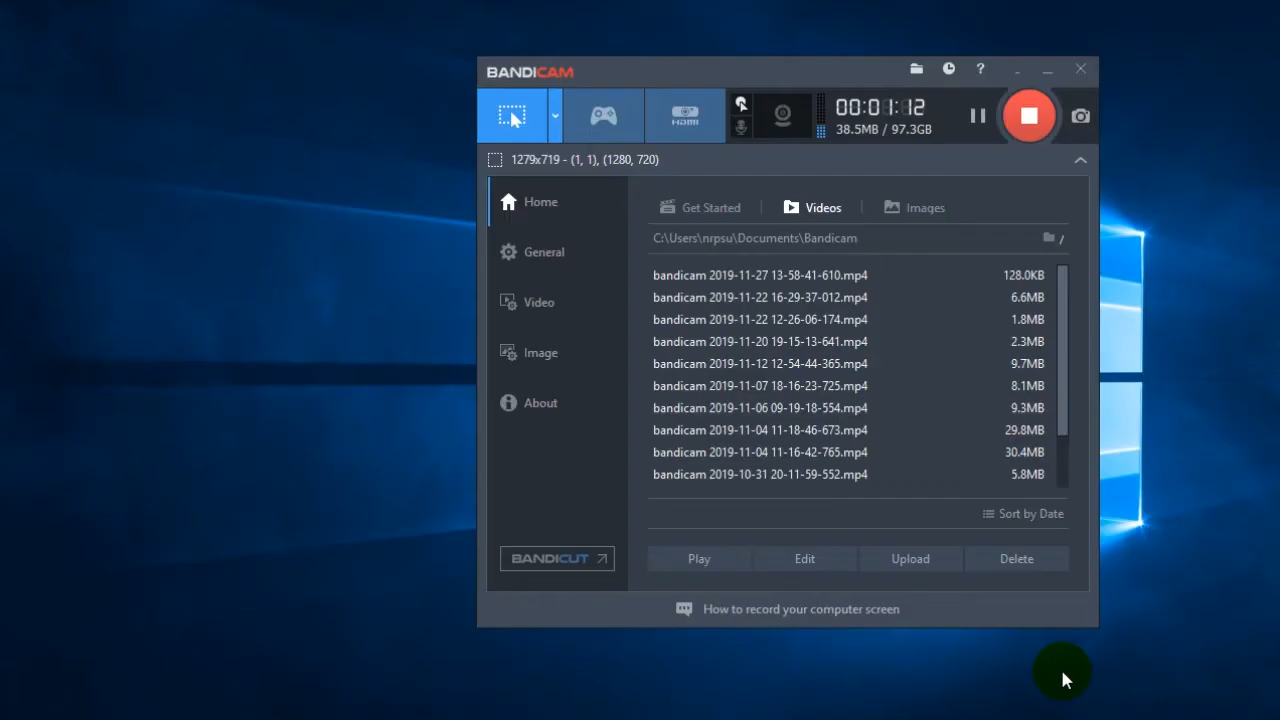 BANDICAM
?
HDMI
00:01:12
38.5MB / 97.3GB
1279x719 - (1, 1), (1280, 720)
Home
General
Video
Image
About
BANDICUT
Get Started
Videos
Images
C:\Users\nrpsu\Documents\Bandicam
/
bandicam 2019-11-27 13-58-41-610.mp4 128.0KB
bandicam 2019-11-22 16-29-37-012.mp4 6.6MB
bandicam 2019-11-22 12-26-06-174.mp4 1.8MB
bandicam 2019-11-20 19-15-13-641.mp4 2.3MB
bandicam 2019-11-12 12-54-44-365.mp4 9.7MB
bandicam 2019-11-07 18-16-23-725.mp4 8.1MB
bandicam 2019-11-06 09-19-18-554.mp4 9.3MB
bandicam 2019-11-04 11-18-46-673.mp4 29.8MB
bandicam 2019-11-04 11-16-42-765.mp4 30.4MB
bandicam 2019-10-31 20-11-59-552.mp4 5.8MB
Sort by Date
Play Edit Upload Delete
How to record your computer screen